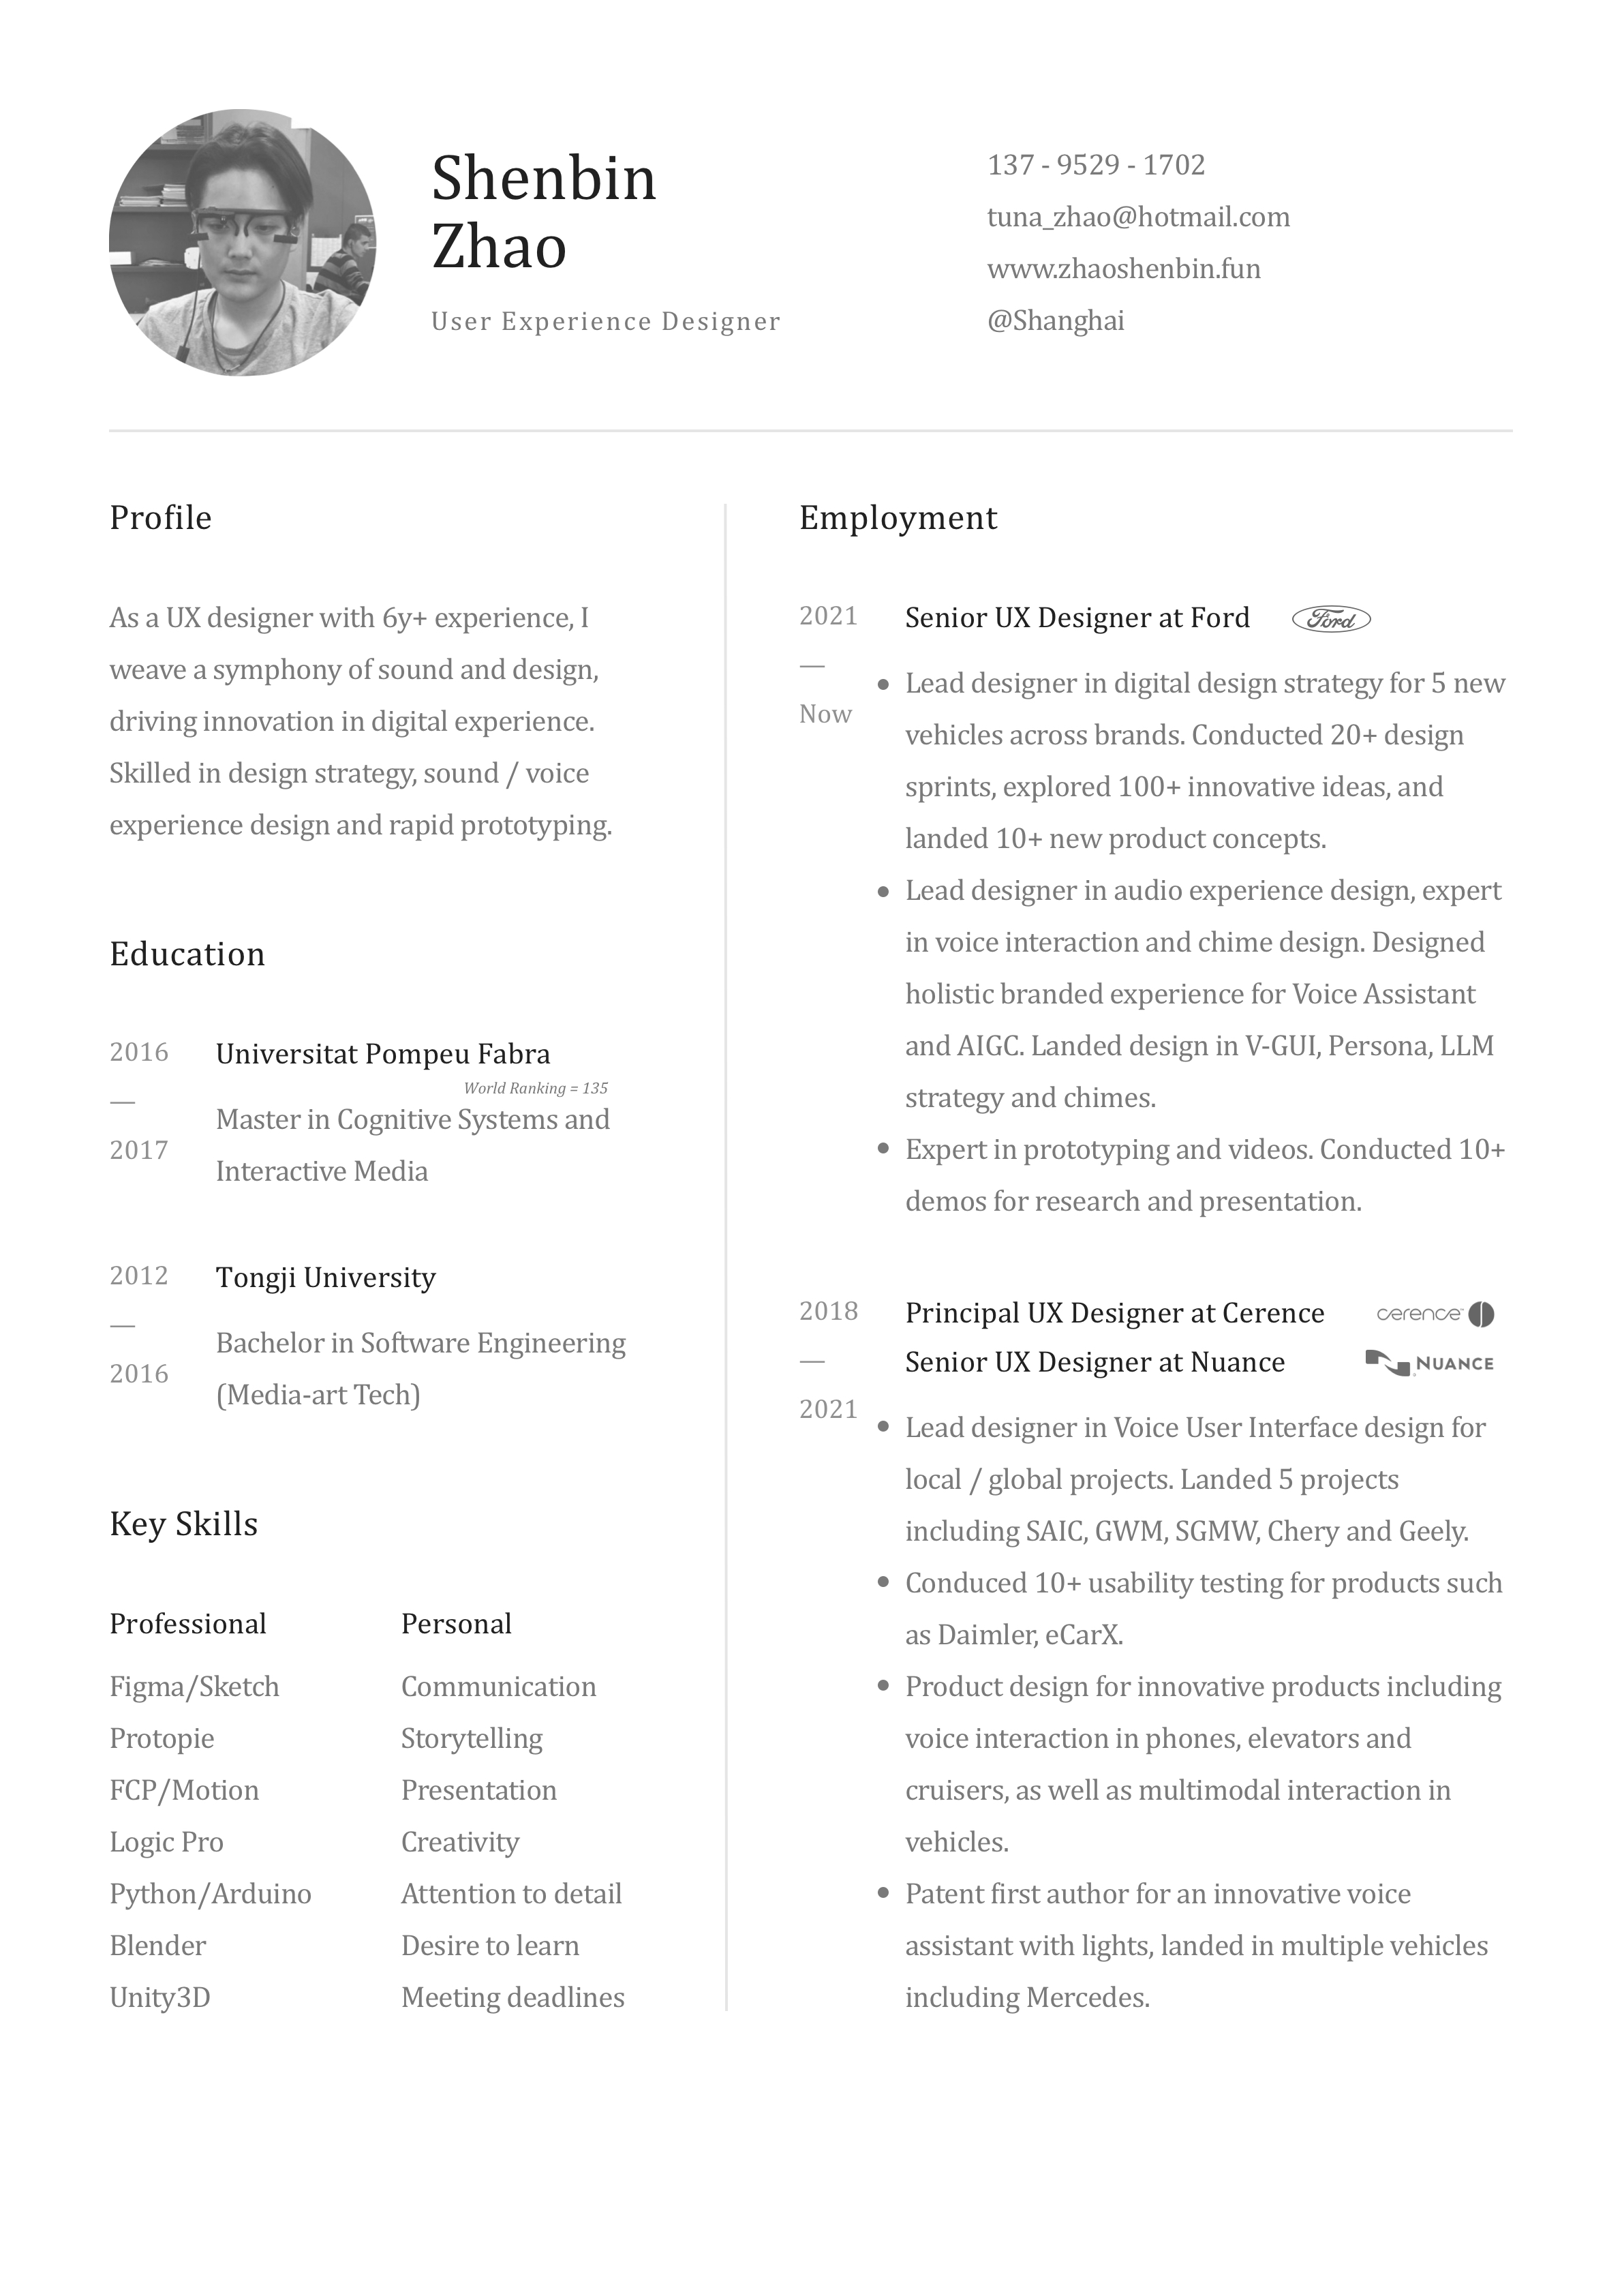 Shenbin
Zhao
User Experience Designer
137 - 9529 - 1702
tuna_zhao@hotmail.com
www.zhaoshenbin.fun
@Shanghai
Profile
As a UX designer with 6y+ experience, I
weave a symphony of sound and design,
driving innovation in digital experience.
Skilled in design strategy, sound / voice
experience design and rapid prototyping.
Education
2016
—
2017
Universitat Pompeu Fabra
World Ranking = 135
Master in Cognitive Systems and
Interactive Media
2012
—
2016
Tongji University
Bachelor in Software Engineering
(Media-art Tech)
Key Skills
Professional
Figma/Sketch
Protopie
FCP/Motion
Logic Pro
Python/Arduino
Blender
Unity3D
Personal
Communication
Storytelling
Presentation
Creativity
Attention to detail
Desire to learn
Meeting deadlines
Employment
2021
—
Now
Senior UX Designer at Ford
Ford
• Lead designer in digital design strategy for 5 new
vehicles across brands. Conducted 20+ design
sprints, explored 100+ innovative ideas, and
landed 10+ new product concepts.
• Lead designer in audio experience design, expert
in voice interaction and chime design. Designed
holistic branded experience for Voice Assistant
and AIGC. Landed design in V-GUI, Persona, LLM
strategy and chimes.
• Expert in prototyping and videos. Conducted 10+
demos for research and presentation.
2018
—
2021
Principal UX Designer at Cerence
cerence
Senior UX Designer at Nuance
NUANCE
• Lead designer in Voice User Interface design for
local / global projects. Landed 5 projects
including SAIC, GWM, SGMW, Chery and Geely.
• Conduced 10+ usability testing for products such
as Daimler, eCarX.
• Product design for innovative products including
voice interaction in phones, elevators and
cruisers, as well as multimodal interaction in
vehicles.
• Patent first author for an innovative voice
assistant with lights, landed in multiple vehicles
including Mercedes.